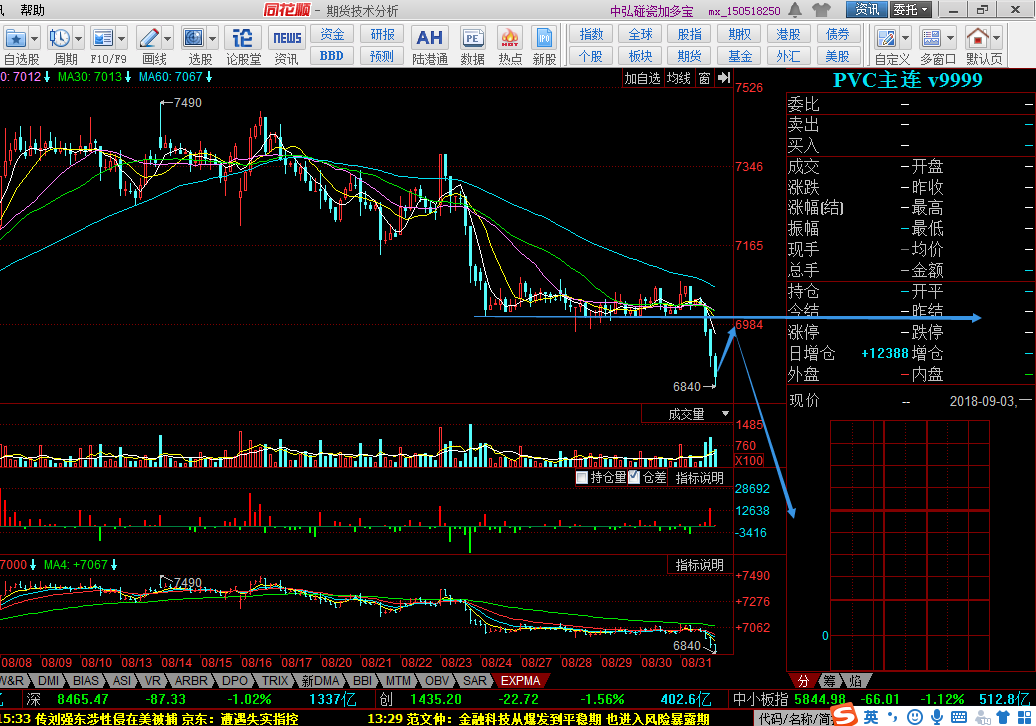 帮助 同花顺 - 期货技术分析 中弘碰瓷加多宝 mx_150518250 资讯 委托
论 NEWS 资金 研报 AH PE IPO 指数 全球 股指 期权 港股 债券
自选股 周期 F10/F9 画线 选股 论股堂 资讯 BBD 预测 陆港通 数据 热点 新股 个股 板块 期货 基金 外汇 美股 自定义 多窗口 默认页
0: 7012↓ MA30: 7013↓ MA60: 7067↓ 加自选 均线 窗
PVC主连 v9999
7526
7490
7346
7165
6984
6840
委比 –
卖出 – –
买入 – –
成交 – 开盘 –
涨跌 – 昨收 –
涨幅(结) – 最高 –
振幅 – 最低 –
现手 – 均价 –
总手 – 金额 –
持仓 – 开平 –
今结 – 昨结 –
涨停 – 跌停 –
日增仓 +12388 增仓 –
外盘 – 内盘 –
现价 -- 2018-09-03,一
0
成交量
1485
760
X100
持仓量 仓差 指标说明
28692
12638
-3416
7000↓ MA4: +7067↓ 指标说明
7490
+7490
+7276
+7062
6840
08/08 08/09 08/10 08/13 08/14 08/15 08/16 08/17 08/20 08/21 08/22 08/23 08/24 08/27 08/28 08/29 08/30 08/31
W&R DMI BIAS ASI VR ARBR DPO TRIX 新DMA BBI MTM OBV SAR EXPMA 分 筹 焰
亿 深 8465.47 -87.33 -1.02% 1337亿 创 1435.20 -22.72 -1.56% 402.6亿 中小板指 5844.98 -66.01 -1.12% 512.8亿
15:33 传刘强东涉性侵在美被捕 京东：遭遇失实指控 13:29 范文仲：金融科技从爆发到平稳期 也进入风险暴露期 代码/名称/简 英